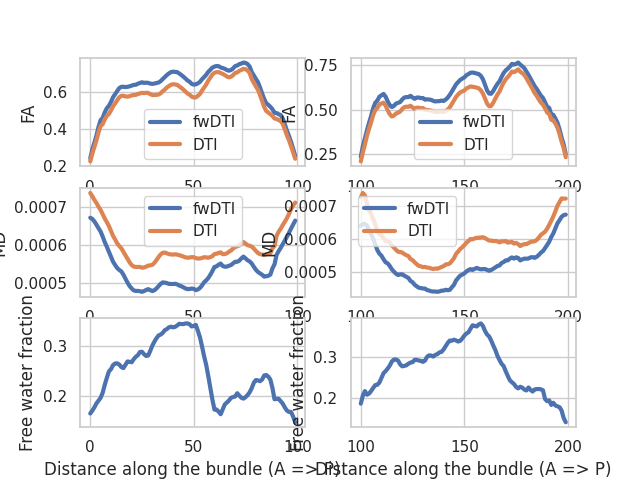 FA
0.6
0.4
0.2
0
50
100
fwDTI
DTI
FA
0.75
0.50
0.25
100
150
200
fwDTI
DTI
MD
0.0007
0.0006
0.0005
0
50
100
fwDTI
DTI
MD
0.0007
0.0006
0.0005
100
150
200
fwDTI
DTI
Free water fraction
0.3
0.2
0
50
100
Distance along the bundle (A => P)
Free water fraction
0.3
0.2
100
150
200
Distance along the bundle (A => P)